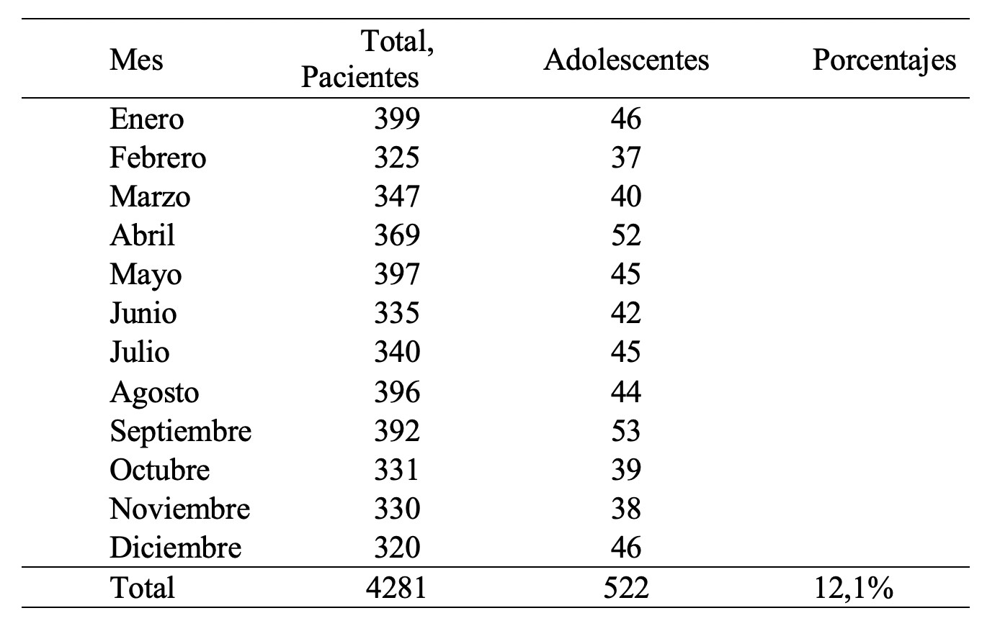 Mes Total, Pacientes Adolescentes Porcentajes
Enero 399 46
Febrero 325 37
Marzo 347 40
Abril 369 52
Mayo 397 45
Junio 335 42
Julio 340 45
Agosto 396 44
Septiembre 392 53
Octubre 331 39
Noviembre 330 38
Diciembre 320 46
Total 4281 522 12,1%